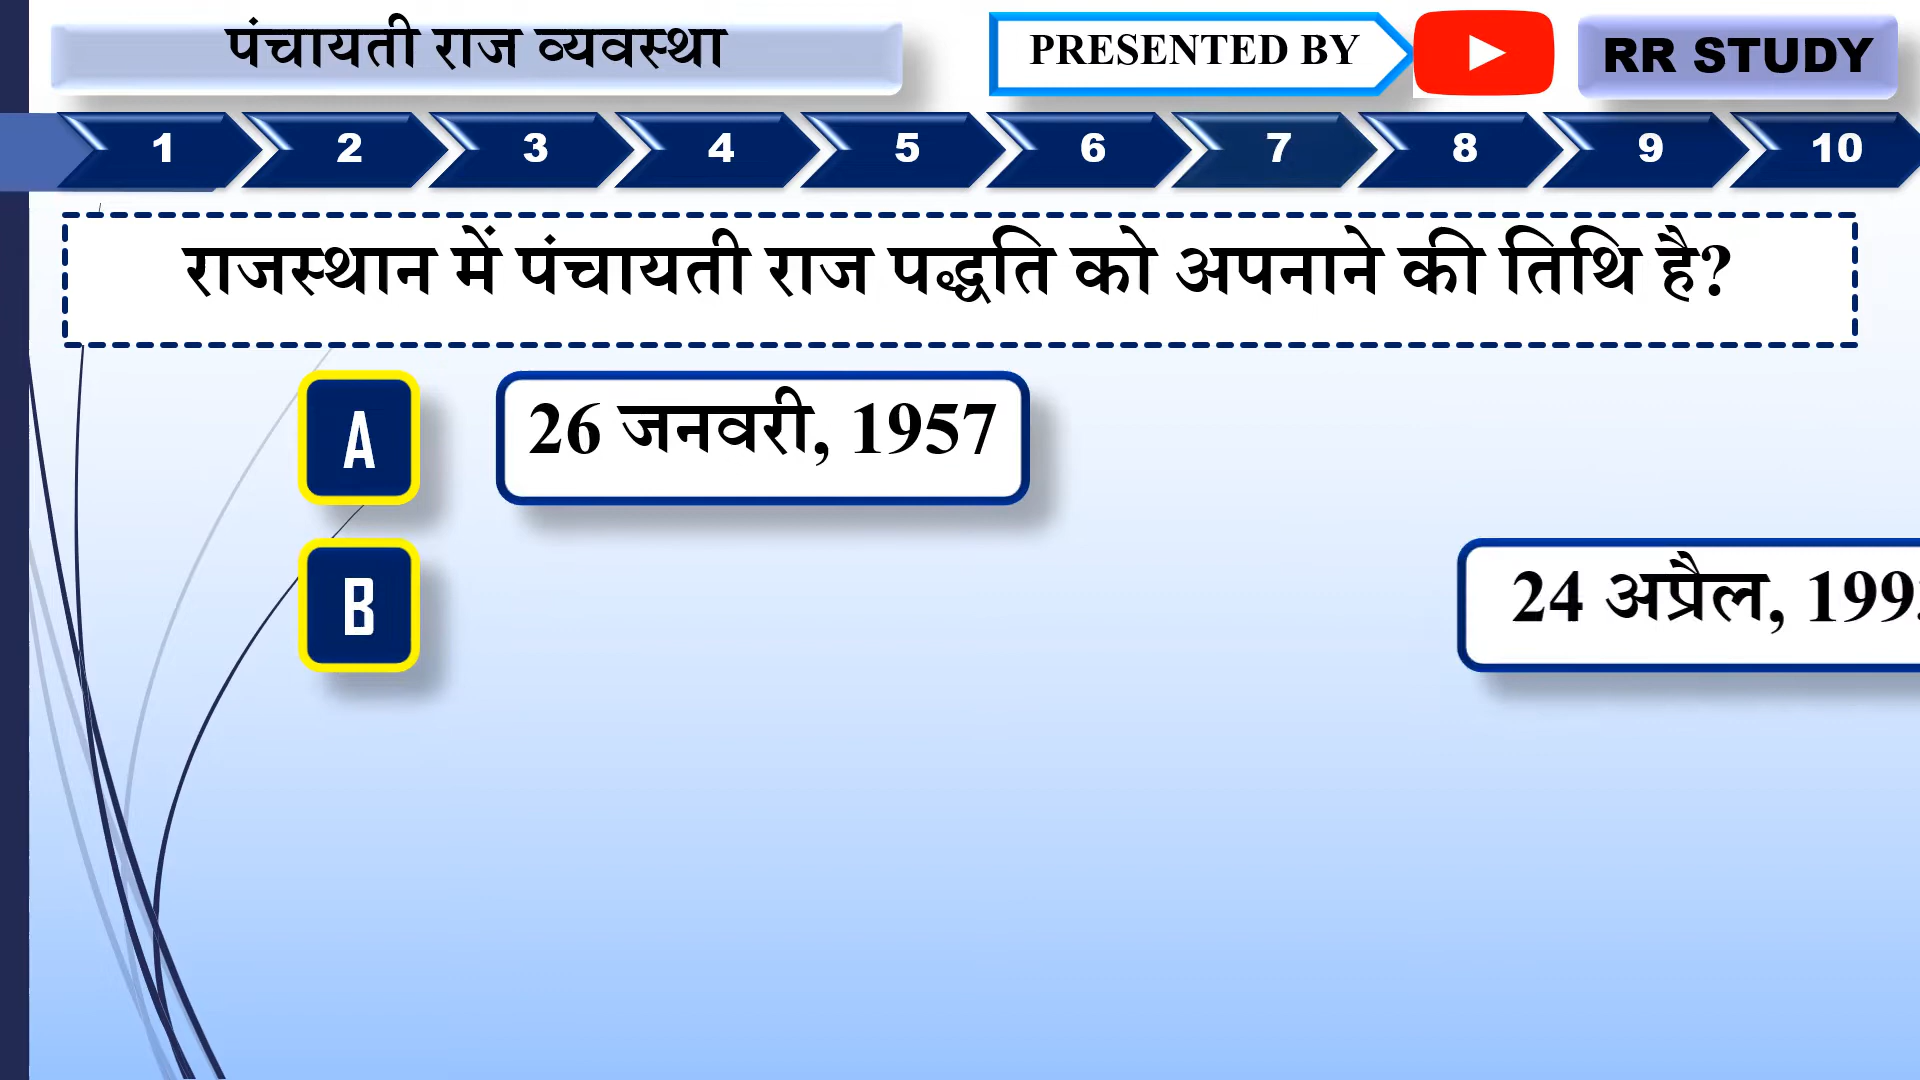 पंचायती राज व्यवस्था
PRESENTED BY
RR STUDY
1 2 3 4 5 6 7 8 9 10
राजस्थान में पंचायती राज पद्धति को अपनाने की तिथि है?
A 26 जनवरी, 1957
B 24 अप्रैल,